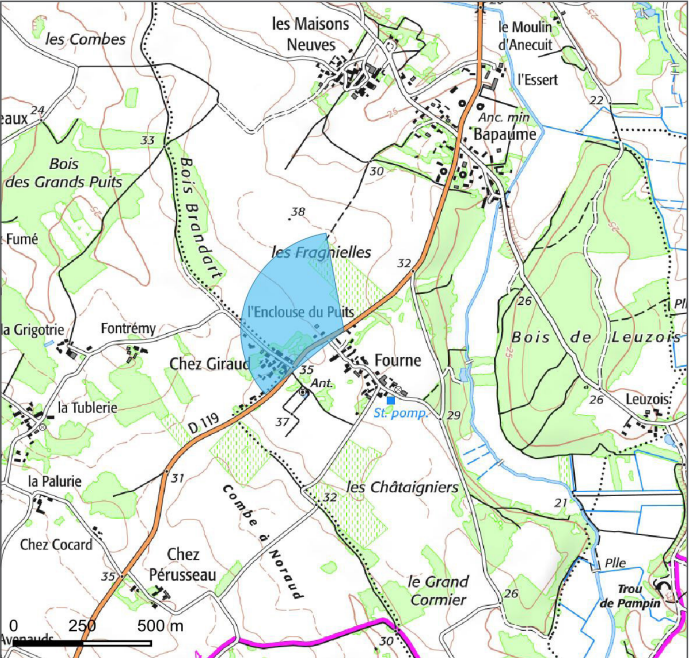 les Combes
les Maisons
Neuves
le Moulin
d'Anecuit
l'Essert
24
eaux
33
22
Anc. min
Bapaume
Bois
des Grands Puits
Bois Brandart
30
38
Fumé
les Fragnielles
32
26
l'Enclouse du Puits
la Grigotrie
Fontrémy
Bois de Leuzois
25
Chez Giraud
35
Fourne
Ant.
St. pomp.
26
Leuzois
la Tublerie
D 119
37
29
31
la Palurie
les Châtaigniers
32
21
Combe à Noraud
Chez Cocard
Chez
Pérusseau
35
Plle
le Grand
Cormier
26
Trou
de Pampin
0 250 500 m
Avenauds
30